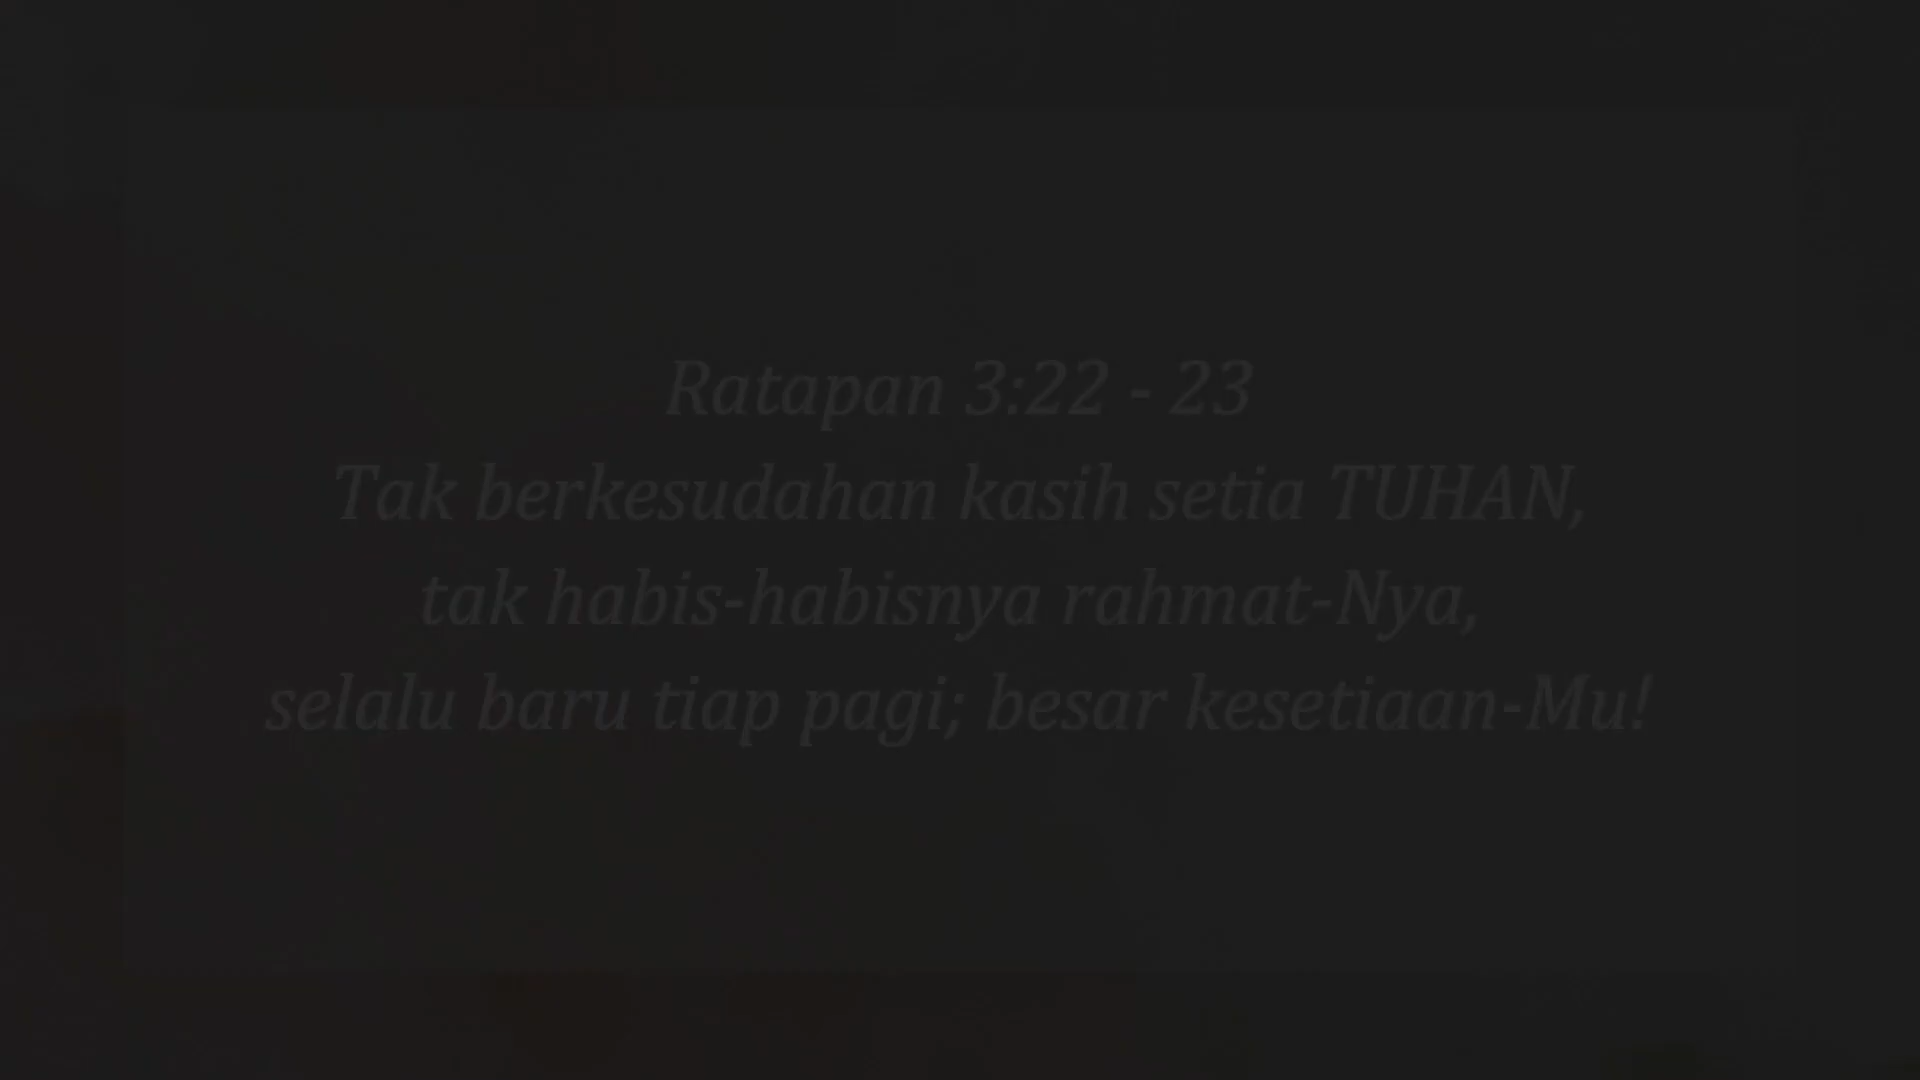 Ratapan 3:22 - 23
Tak berkesudahan kasih setia TUHAN,
tak habis-habisnya rahmat-Nya,
selalu baru tiap pagi; besar kesetiaan-Mu!